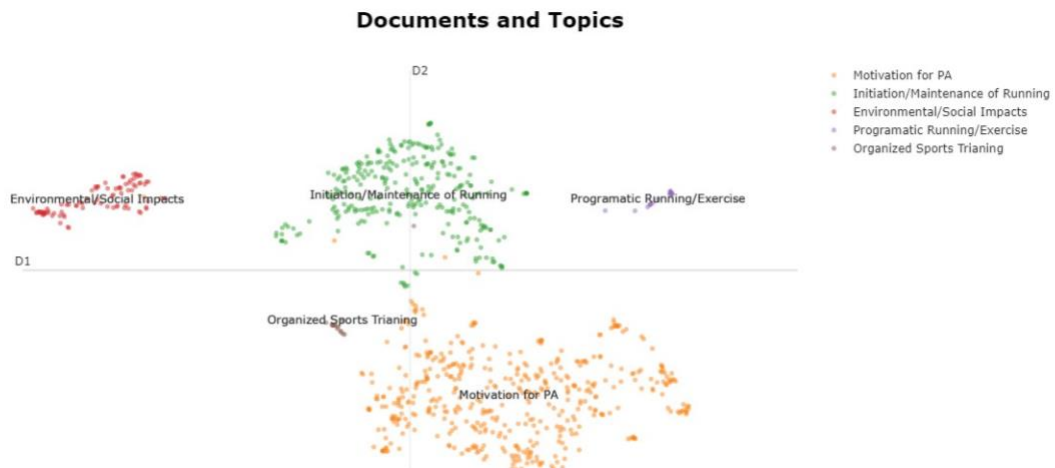 Documents and Topics
D2
Motivation for PA
Initiation/Maintenance of Running
Environmental/Social Impacts
Programatic Running/Exercise
Organized Sports Trianing
Environmental/Social Impacts
Initiation/Maintenance of Running
Programatic Running/Exercise
D1
Organized Sports Trianing
Motivation for PA